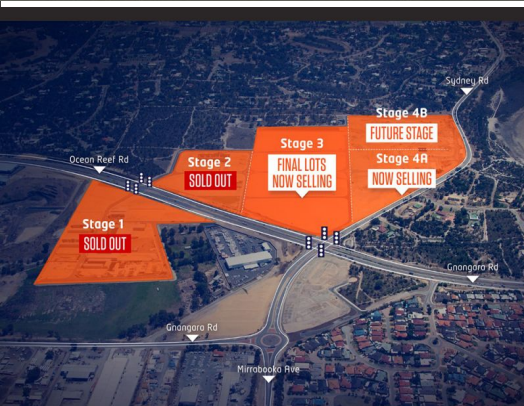 Sydney Rd
Stage 4B
FUTURE STAGE
Stage 3
FINAL LOTS
NOW SELLING
Stage 4A
NOW SELLING
Ocean Reef Rd
Stage 2
SOLD OUT
Stage 1
SOLD OUT
Gnangara Rd
Gnangara Rd
Mirrabooka Ave